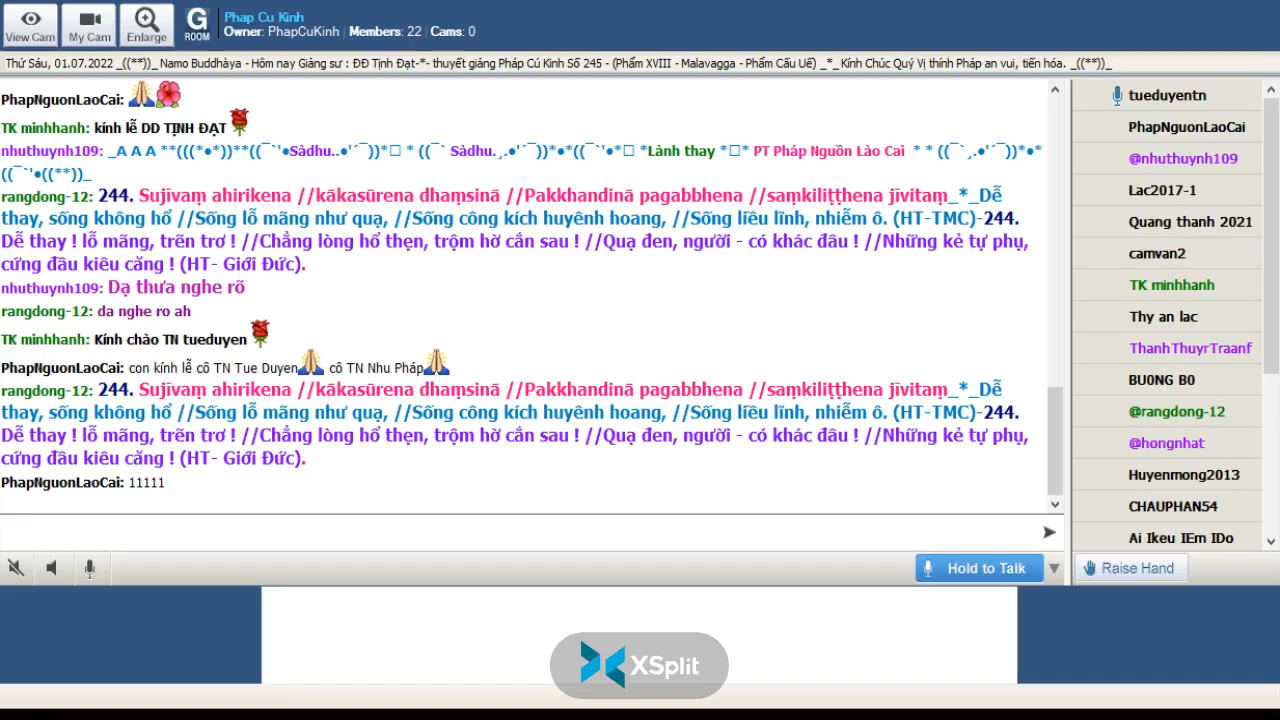 View Cam
My Cam
Enlarge
G
ROOM
Phap Cu Kinh
Owner: PhapCuKinh | Members: 22 | Cams: 0
Thứ Sáu, 01.07.2022 _((**))_ Namo Buddhàya - Hôm nay Giảng sư : ĐĐ Tịnh Đạt-*- thuyết giảng Pháp Cú Kinh Số 245 - (Phẩm XVIII - Malavagga - Phẩm Cấu Uế) _*_ Kính Chúc Quý Vị thính Pháp an vui, tiến hóa. _((**))_
PhapNguonLaoCai:
TK minhhanh: kính lễ DD TỊNH ĐẠT
nhuthuynh109: _A A A **(((*•*))**((¯`'•Sàdhu..•'´¯))*□ * ((¯` Sàdhu.¸.•'´¯))*•*((¯`'•*□ *Lành thay *□* PT Pháp Nguồn Lào Cai * * ((¯`¸.•'´¯))*•*
((¯`'•((**))_
rangdong-12: 244. Sujīvaṃ ahirikena //kākasūrena dhaṃsinā //Pakkhandinā pagabbhena //saṃkiliṭṭhena jīvitaṃ_*_Dễ
thay, sống không hổ //Sống lỗ mãng như quạ, //Sống công kích huyênh hoang, //Sống liều lĩnh, nhiễm ô. (HT-TMC)-244.
Dễ thay ! lỗ mãng, trẽn trơ ! //Chẳng lòng hổ thẹn, trộm hờ cắn sau ! //Quạ đen, người - có khác đâu ! //Những kẻ tự phụ,
cứng đầu kiêu căng ! (HT- Giới Đức).
nhuthuynh109: Dạ thưa nghe rõ
rangdong-12: da nghe ro ah
TK minhhanh: Kính chào TN tueduyen
PhapNguonLaoCai: con kính lễ cô TN Tue Duyen cô TN Nhu Pháp
rangdong-12: 244. Sujīvaṃ ahirikena //kākasūrena dhaṃsinā //Pakkhandinā pagabbhena //saṃkiliṭṭhena jīvitaṃ_*_Dễ
thay, sống không hổ //Sống lỗ mãng như quạ, //Sống công kích huyênh hoang, //Sống liều lĩnh, nhiễm ô. (HT-TMC)-244.
Dễ thay ! lỗ mãng, trẽn trơ ! //Chẳng lòng hổ thẹn, trộm hờ cắn sau ! //Quạ đen, người - có khác đâu ! //Những kẻ tự phụ,
cứng đầu kiêu căng ! (HT- Giới Đức).
PhapNguonLaoCai: 11111
tueduyentn
PhapNguonLaoCai
@nhuthuynh109
Lac2017-1
Quang thanh 2021
camvan2
TK minhhanh
Thy an lac
ThanhThuyrTraanf
BU0NG B0
@rangdong-12
@hongnhat
Huyenmong2013
CHAUPHAN54
Ai Ikeu IEm IDo
Hold to Talk
Raise Hand
XSplit